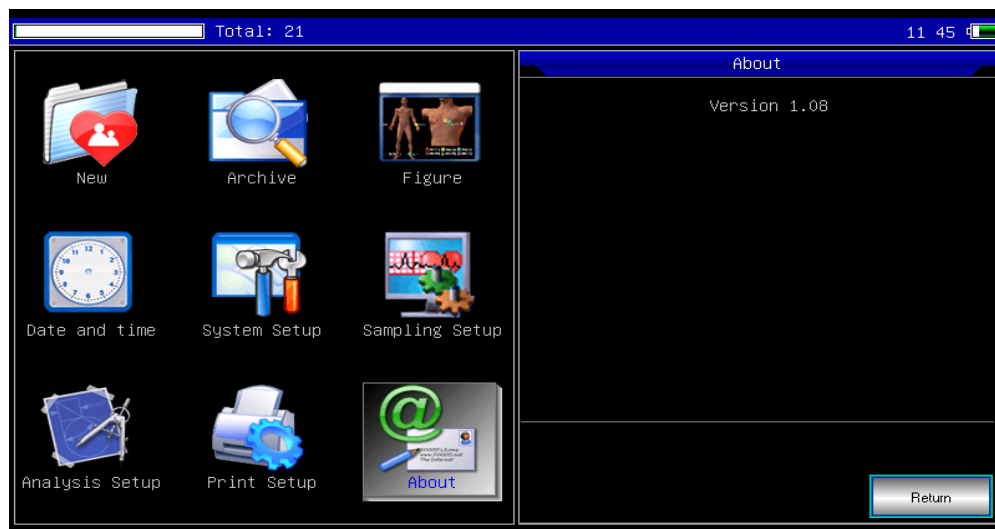 Total: 21
11 45
About
Version 1.08
New
Archive
Figure
Date and time
System Setup
Sampling Setup
Analysis Setup
Print Setup
About
Return